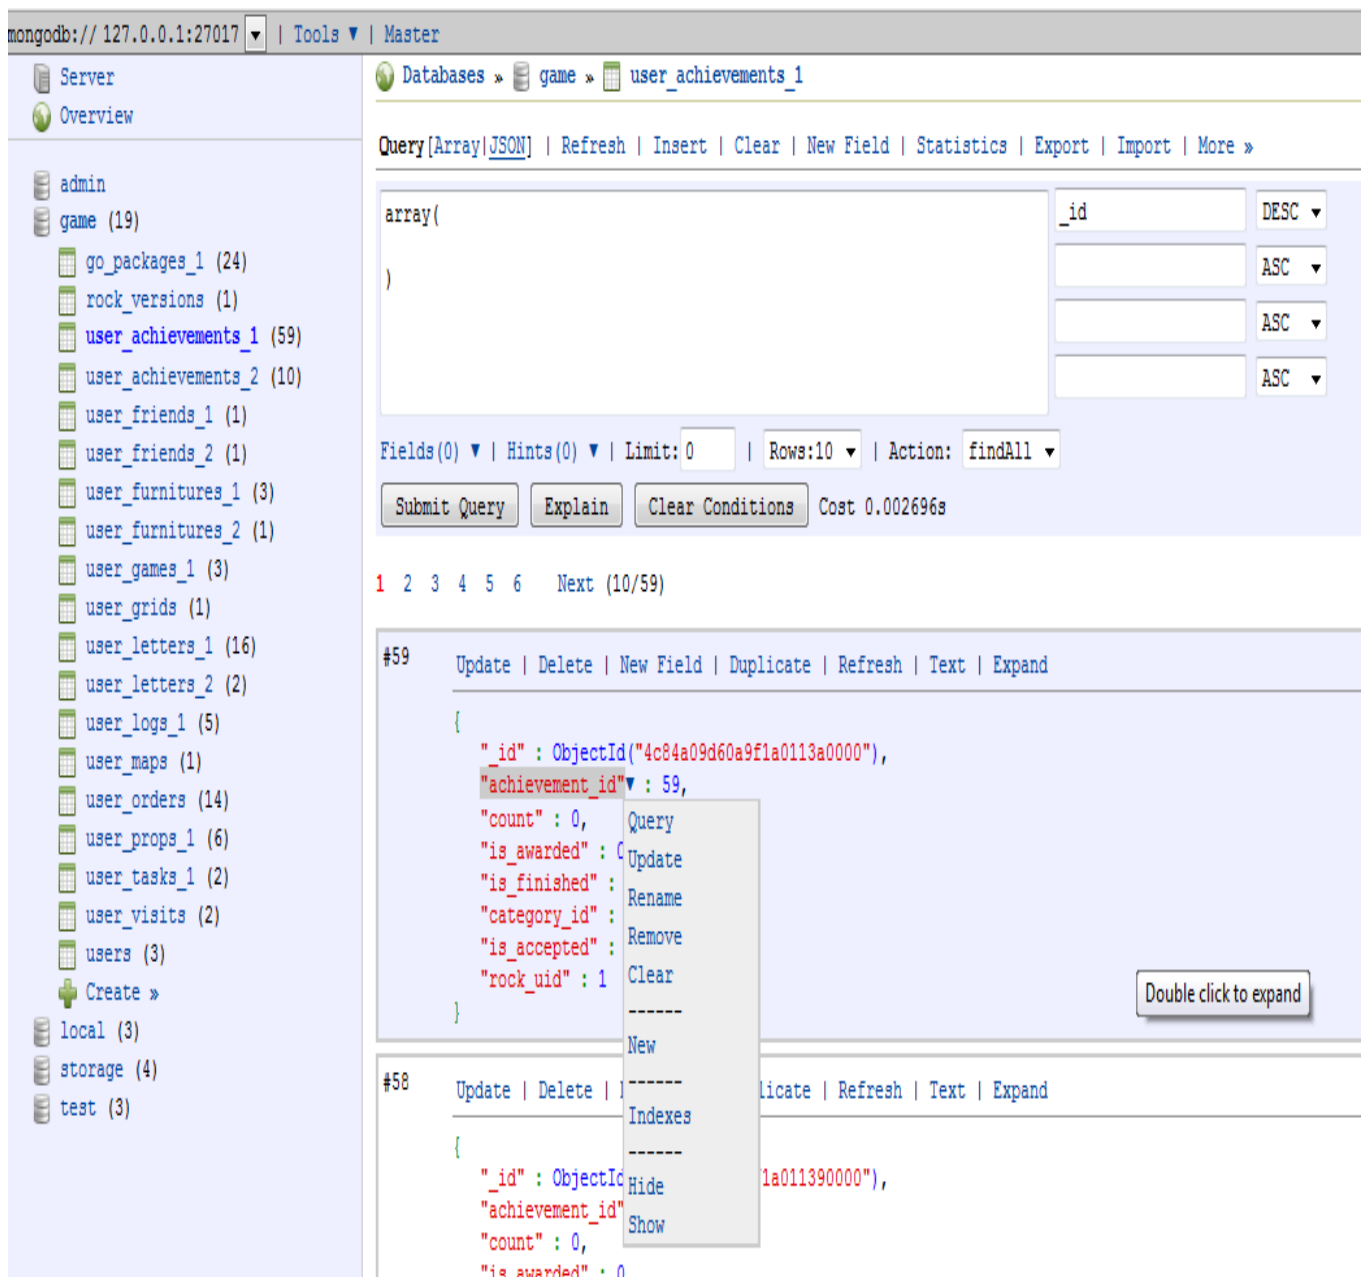 mongodb:// 127.0.0.1:27017 ▼ | Tools ▼ | Master
Server
Overview
admin
game (19)
go_packages_1 (24)
rock_versions (1)
user_achievements_1 (59)
user_achievements_2 (10)
user_friends_1 (1)
user_friends_2 (1)
user_furnitures_1 (3)
user_furnitures_2 (1)
user_games_1 (3)
user_grids (1)
user_letters_1 (16)
user_letters_2 (2)
user_logs_1 (5)
user_maps (1)
user_orders (14)
user_props_1 (6)
user_tasks_1 (2)
user_visits (2)
users (3)
Create »
local (3)
storage (4)
test (3)
Databases » game » user_achievements_1
Query[Array|JSON] | Refresh | Insert | Clear | New Field | Statistics | Export | Import | More »
array(
)
_id DESC ▼
ASC ▼
ASC ▼
ASC ▼
Fields(0) ▼ | Hints(0) ▼ | Limit: 0 | Rows:10 ▼ | Action: findAll ▼
Submit Query Explain Clear Conditions Cost 0.002696s
1 2 3 4 5 6 Next (10/59)
#59 Update | Delete | New Field | Duplicate | Refresh | Text | Expand
{
"_id" : ObjectId("4c84a09d60a9f1a0113a0000"),
"achievement_id"▼ : 59,
"count" : 0,
"is_awarded" : 0
"is_finished" :
"category_id" :
"is_accepted" :
"rock_uid" : 1
}
Query
Update
Rename
Remove
Clear
------
New
------
Indexes
------
Hide
Show
Double click to expand
#58 Update | Delete | licate | Refresh | Text | Expand
{
"_id" : ObjectId 1a011390000"),
"achievement_id"
"count" : 0,
"is_awarded" : 0